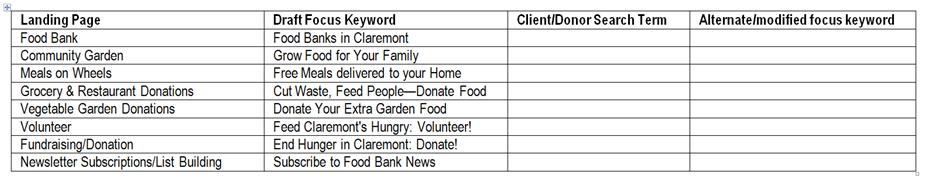 Landing Page Draft Focus Keyword Client/Donor Search Term Alternate/modified focus keyword
Food Bank Food Banks in Claremont
Community Garden Grow Food for Your Family
Meals on Wheels Free Meals delivered to your Home
Grocery & Restaurant Donations Cut Waste, Feed People—Donate Food
Vegetable Garden Donations Donate Your Extra Garden Food
Volunteer Feed Claremont's Hungry: Volunteer!
Fundraising/Donation End Hunger in Claremont: Donate!
Newsletter Subscriptions/List Building Subscribe to Food Bank News